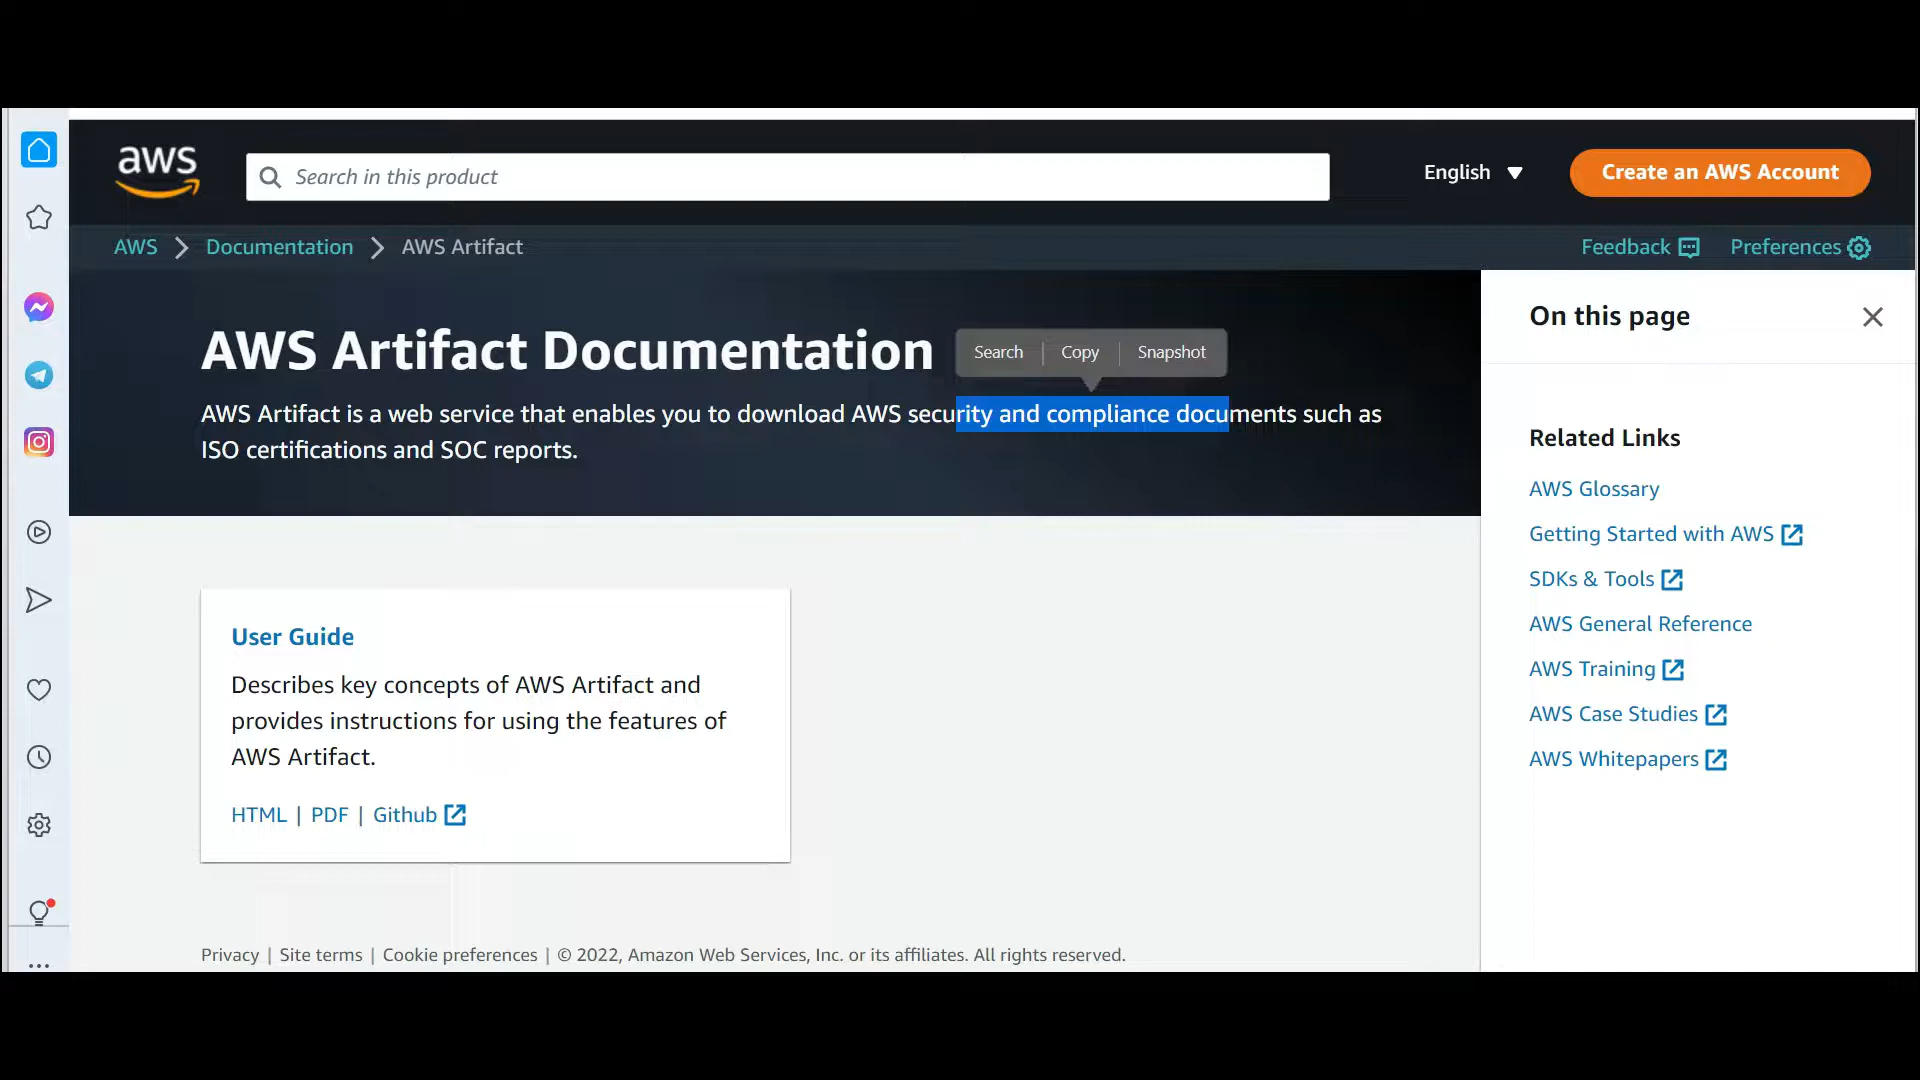 aws
Search in this product
English
Create an AWS Account
AWS
Documentation
AWS Artifact
Feedback
Preferences
AWS Artifact Documentation
Search
Copy
Snapshot
AWS Artifact is a web service that enables you to download AWS security and compliance documents such as
ISO certifications and SOC reports.
User Guide
Describes key concepts of AWS Artifact and
provides instructions for using the features of
AWS Artifact.
HTML | PDF | Github
On this page
Related Links
AWS Glossary
Getting Started with AWS
SDKs & Tools
AWS General Reference
AWS Training
AWS Case Studies
AWS Whitepapers
Privacy | Site terms | Cookie preferences | © 2022, Amazon Web Services, Inc. or its affiliates. All rights reserved.